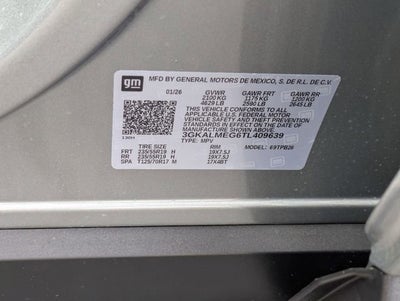 gm MFD BY GENERAL MOTORS DE MEXICO, S. DE R.L. DE C.V.
01/26 GVWR GAWR FRT GAWR RR
2100 KG 1175 KG 1200 KG
4629 LB 2590 LB 2645 LB
THIS VEHICLE CONFORMS TO ALL
APPLICABLE U.S. FEDERAL MOTOR
VEHICLE SAFETY, BUMPER, AND THEFT
PREVENTION STANDARDS IN EFFECT ON
THE DATE OF
MANUFACTURE SHOWN ABOVE.
3GKALMEG6TL409639
TYPE: MPV MODEL: 69TPB26
TIRE SIZE RIM
FRT 235/55R19 H 19X7.5J
RR 235/55R19 H 19X7.5J
SPA T125/70R17 M 17X4BT